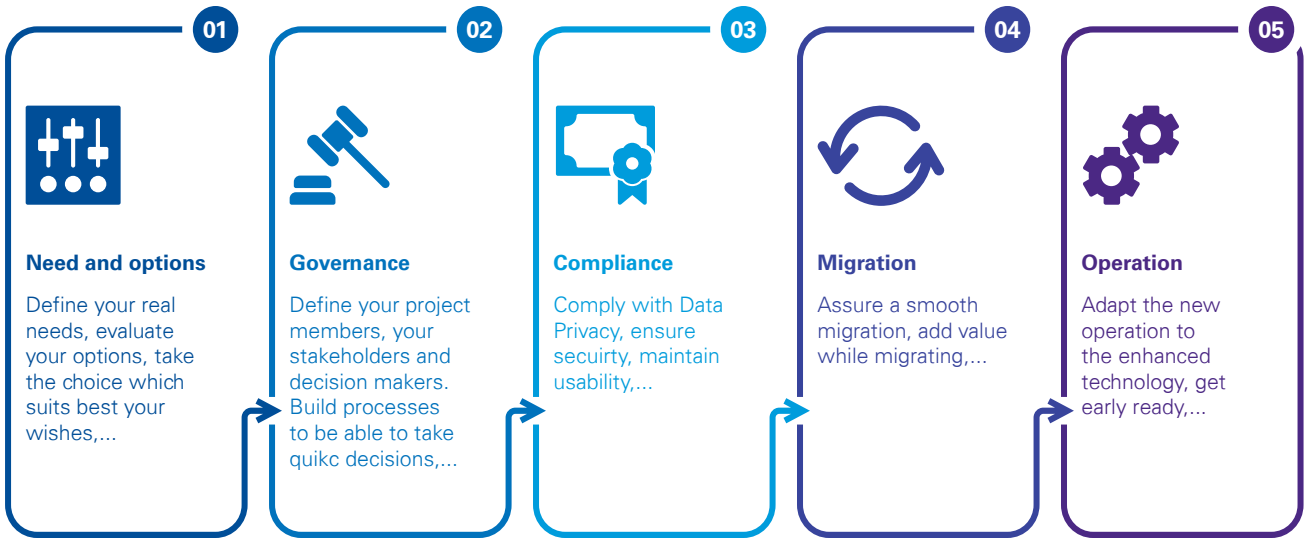 01
Need and options
Define your real
needs, evaluate
your options, take
the choice which
suits best your
wishes,...
02
Governance
Define your project
members, your
stakeholders and
decision makers.
Build processes
to be able to take
quikc decisions,...
03
Compliance
Comply with Data
Privacy, ensure
secuirty, maintain
usability,...
04
Migration
Assure a smooth
migration, add value
while migrating,...
05
Operation
Adapt the new
operation to
the enhanced
technology, get
early ready,...